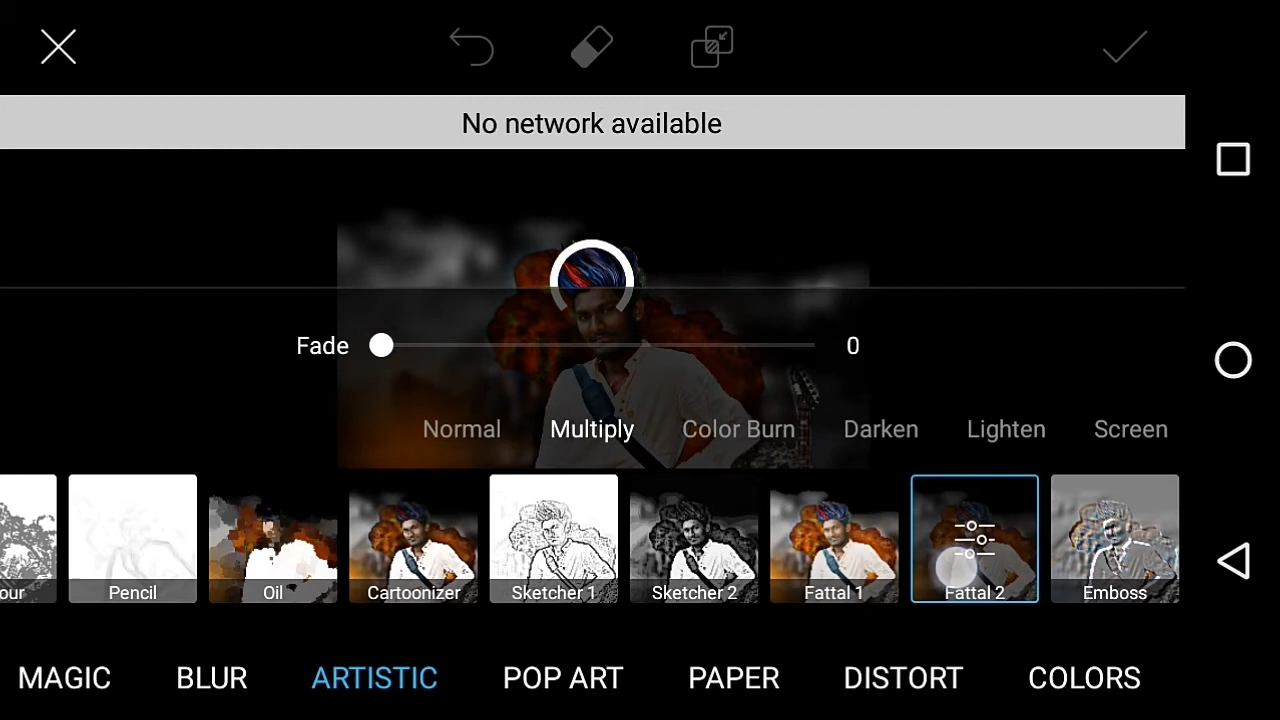 No network available
Fade 0
Normal Multiply Color Burn Darken Lighten Screen
our Pencil Oil Cartoonizer Sketcher 1 Sketcher 2 Fattal 1 Fattal 2 Emboss
MAGIC BLUR ARTISTIC POP ART PAPER DISTORT COLORS